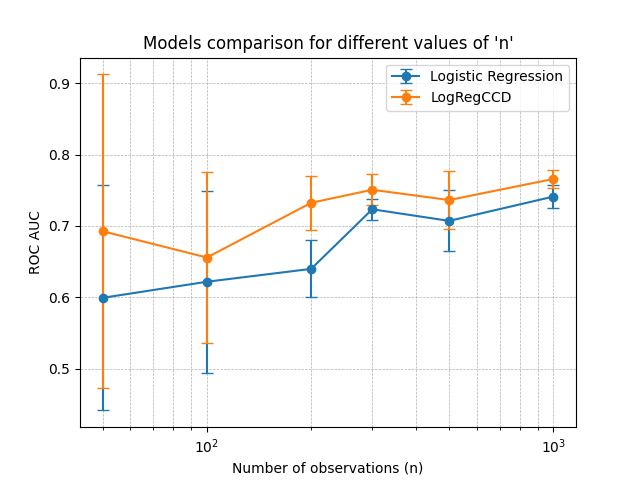 Models comparison for different values of 'n'
Logistic Regression
LogRegCCD
ROC AUC
0.9
0.8
0.7
0.6
0.5
10²
10³
Number of observations (n)